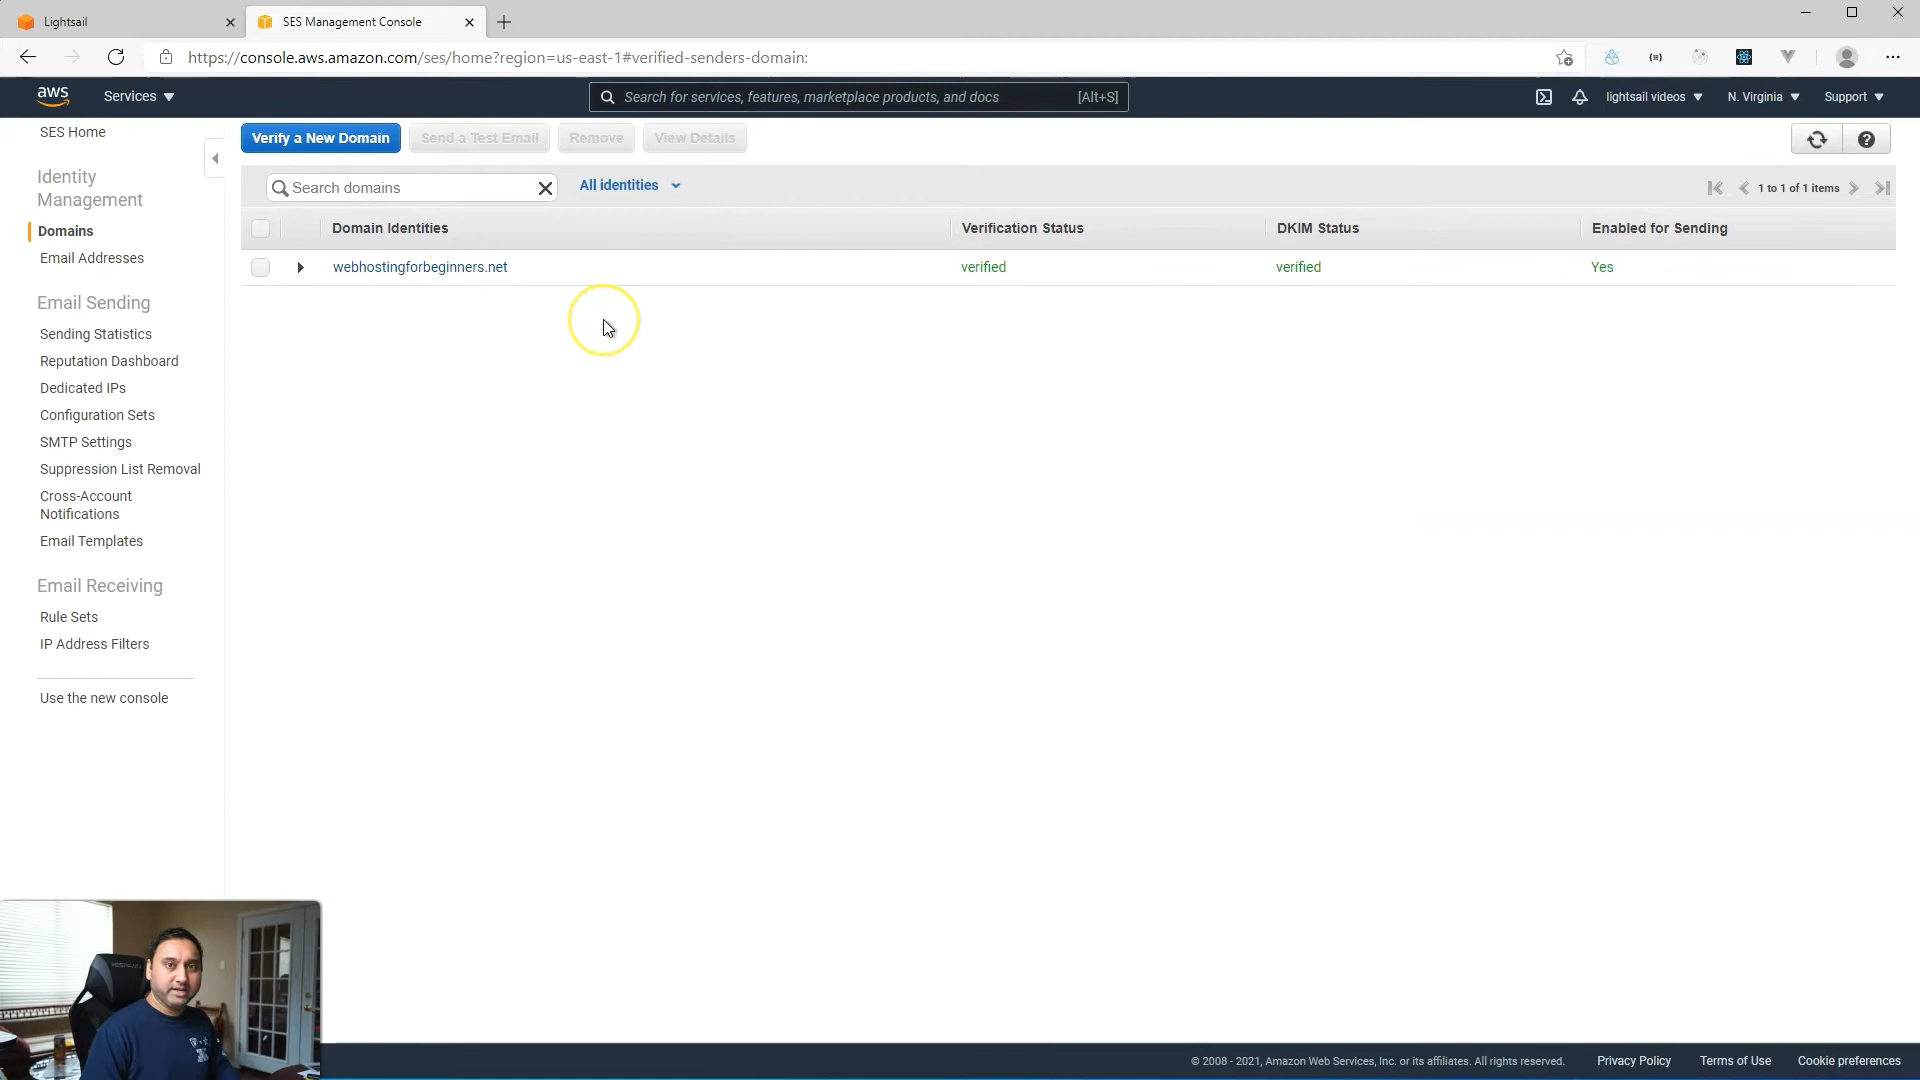 Lightsail
SES Management Console
https://console.aws.amazon.com/ses/home?region=us-east-1#verified-senders-domain:
aws
Services
Search for services, features, marketplace products, and docs
[Alt+S]
lightsail videos
N. Virginia
Support
SES Home
Identity
Management
Domains
Email Addresses
Email Sending
Sending Statistics
Reputation Dashboard
Dedicated IPs
Configuration Sets
SMTP Settings
Suppression List Removal
Cross-Account
Notifications
Email Templates
Email Receiving
Rule Sets
IP Address Filters
Use the new console
Verify a New Domain
Send a Test Email
Remove
View Details
Search domains
All identities
1 to 1 of 1 items
Domain Identities
Verification Status
DKIM Status
Enabled for Sending
webhostingforbeginners.net
verified
verified
Yes
© 2008 - 2021, Amazon Web Services, Inc. or its affiliates. All rights reserved.
Privacy Policy
Terms of Use
Cookie preferences